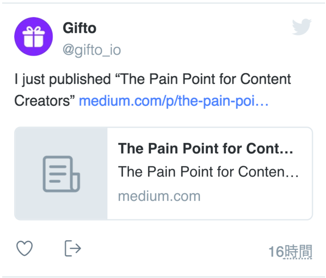 Gifto
@gifto_io
I just published “The Pain Point for Content
Creators” medium.com/p/the-pain-poi…
The Pain Point for Cont…
The Pain Point for Conten…
medium.com
16時間